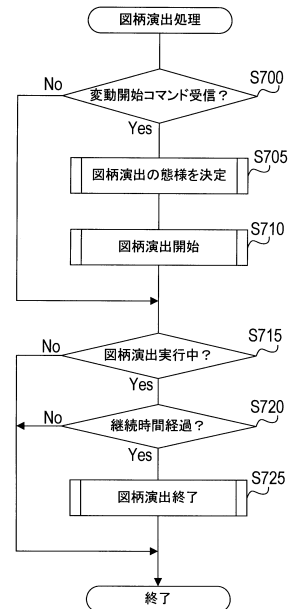 図柄演出処理
S700
No
変動開始コマンド受信？
Yes
S705
図柄演出の態様を決定
S710
図柄演出開始
S715
No
図柄演出実行中？
Yes
S720
No
継続時間経過？
Yes
S725
図柄演出終了
終了